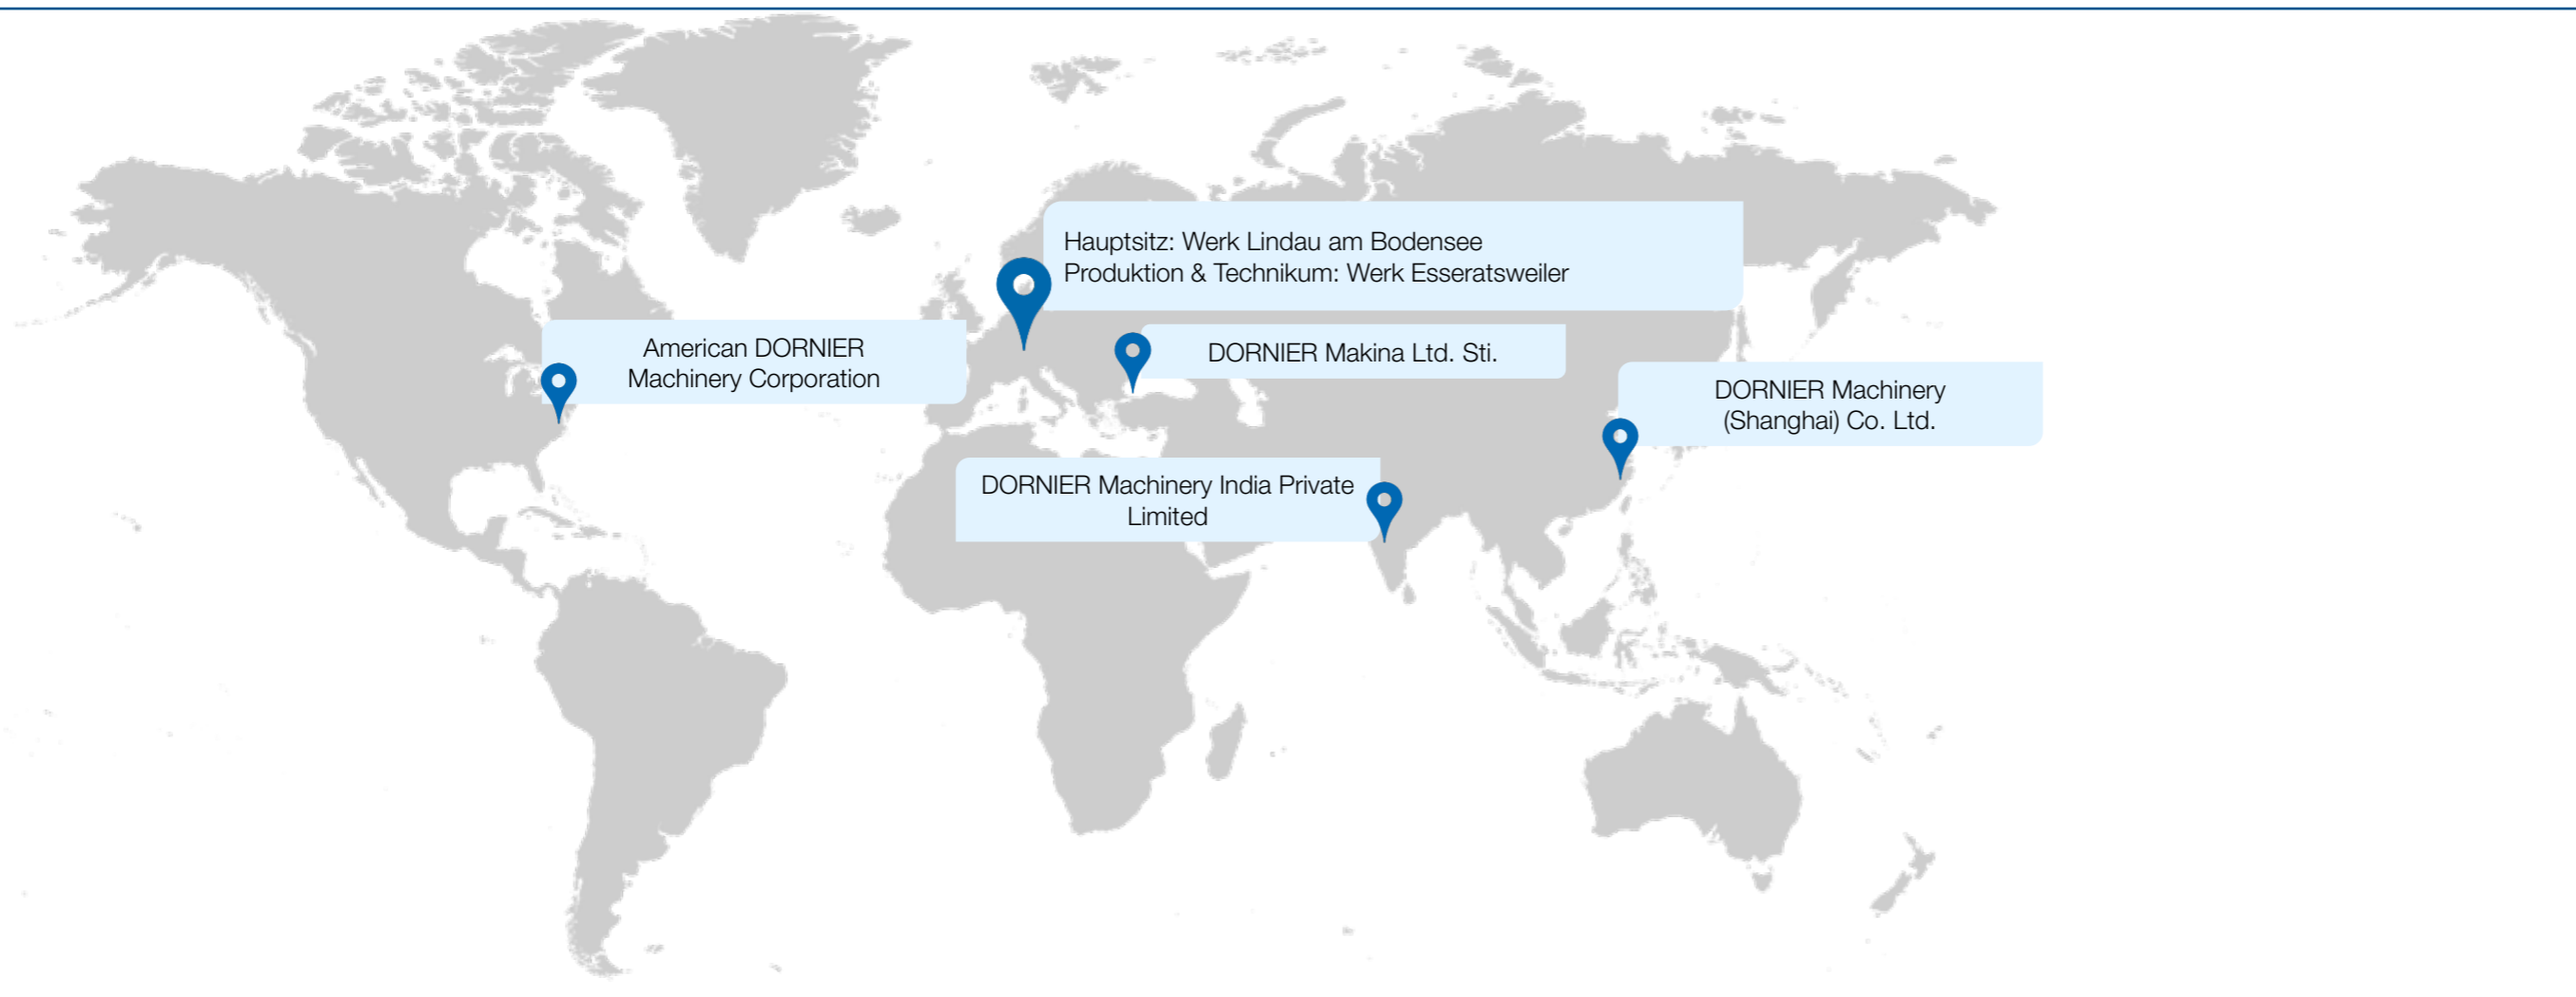 Hauptsitz: Werk Lindau am Bodensee
Produktion & Technikum: Werk Esseratsweiler
American DORNIER
Machinery Corporation
DORNIER Makina Ltd. Sti.
DORNIER Machinery
(Shanghai) Co. Ltd.
DORNIER Machinery India Private
Limited